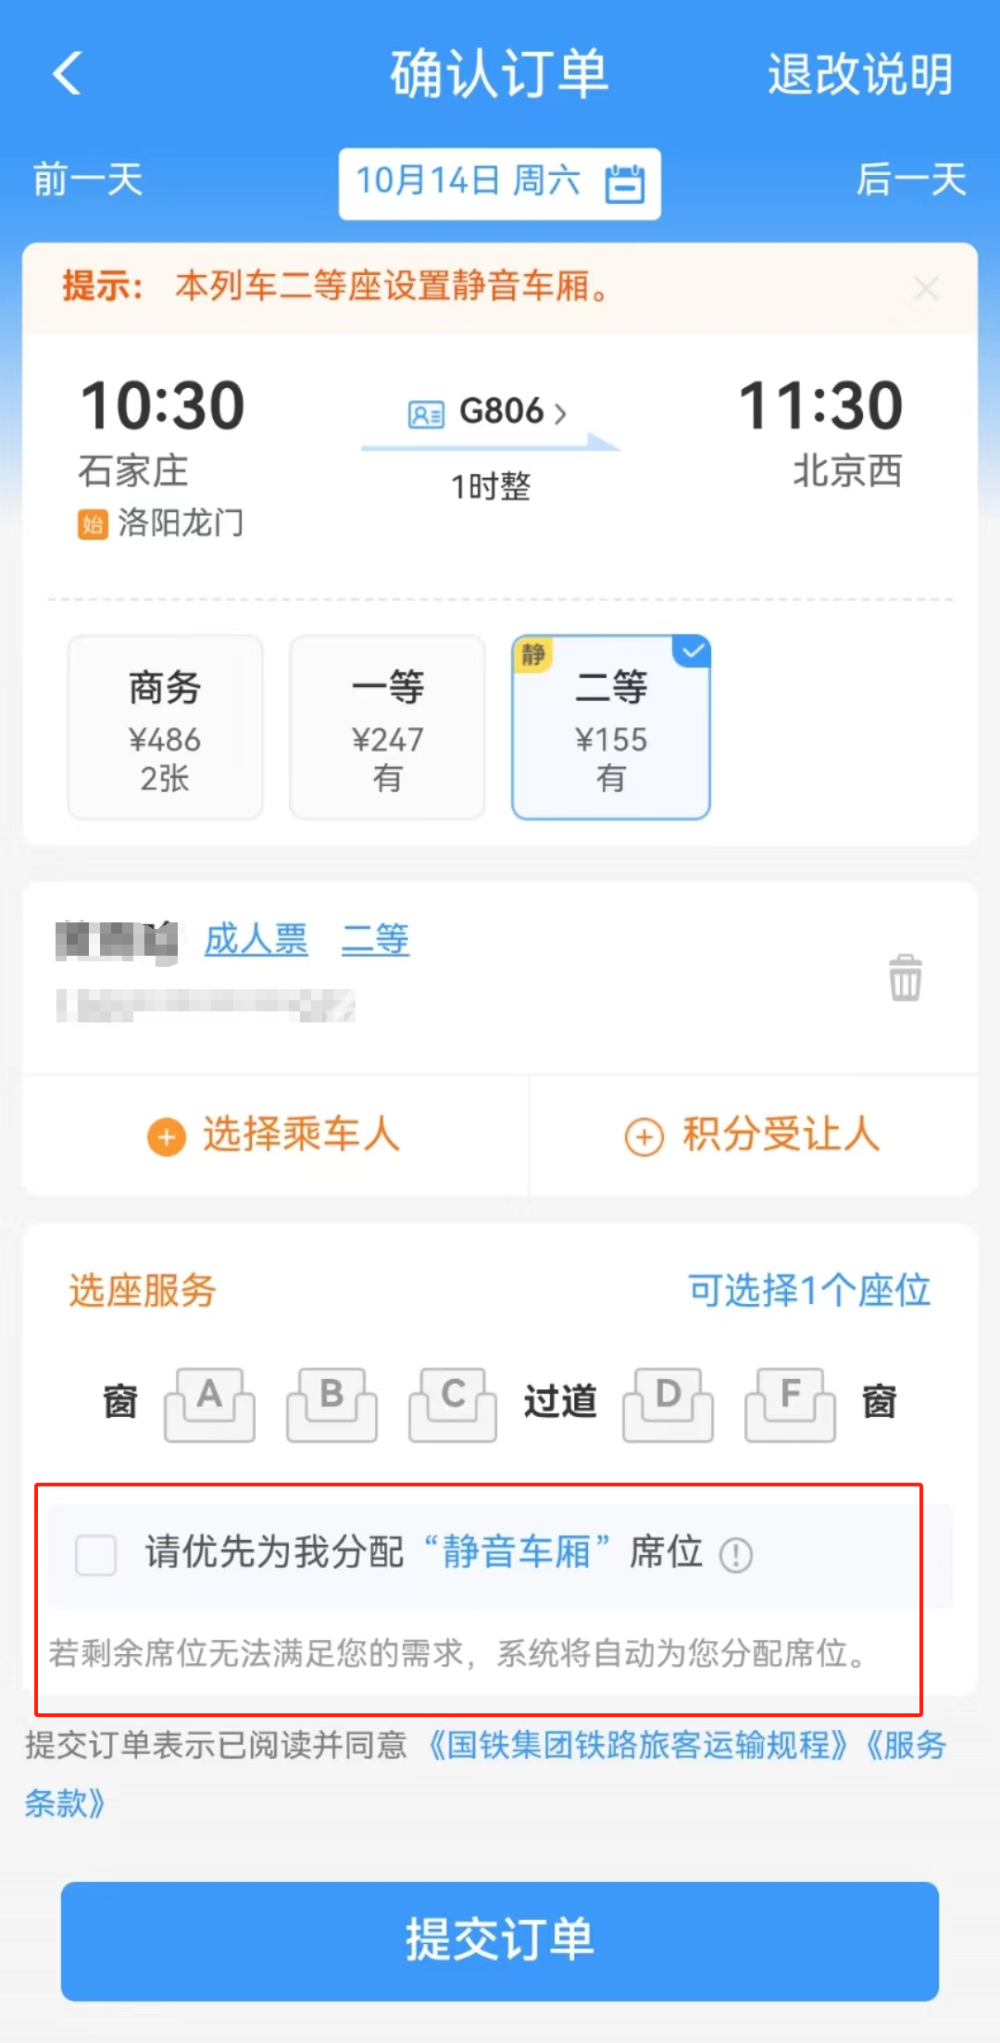 确认订单 退改说明
前一天 10月14日 周六 后一天
提示： 本列车二等座设置静音车厢。
10:30 G806 11:30
石家庄 1时整 北京西
始 洛阳龙门
静
商务 一等 二等
¥486 ¥247 ¥155
2张 有 有
成人票 二等
选择乘车人 积分受让人
选座服务 可选择1个座位
窗 A B C 过道 D F 窗
请优先为我分配“静音车厢”席位
若剩余席位无法满足您的需求，系统将自动为您分配席位。
提交订单表示已阅读并同意《国铁集团铁路旅客运输规程》《服务
条款》
提交订单